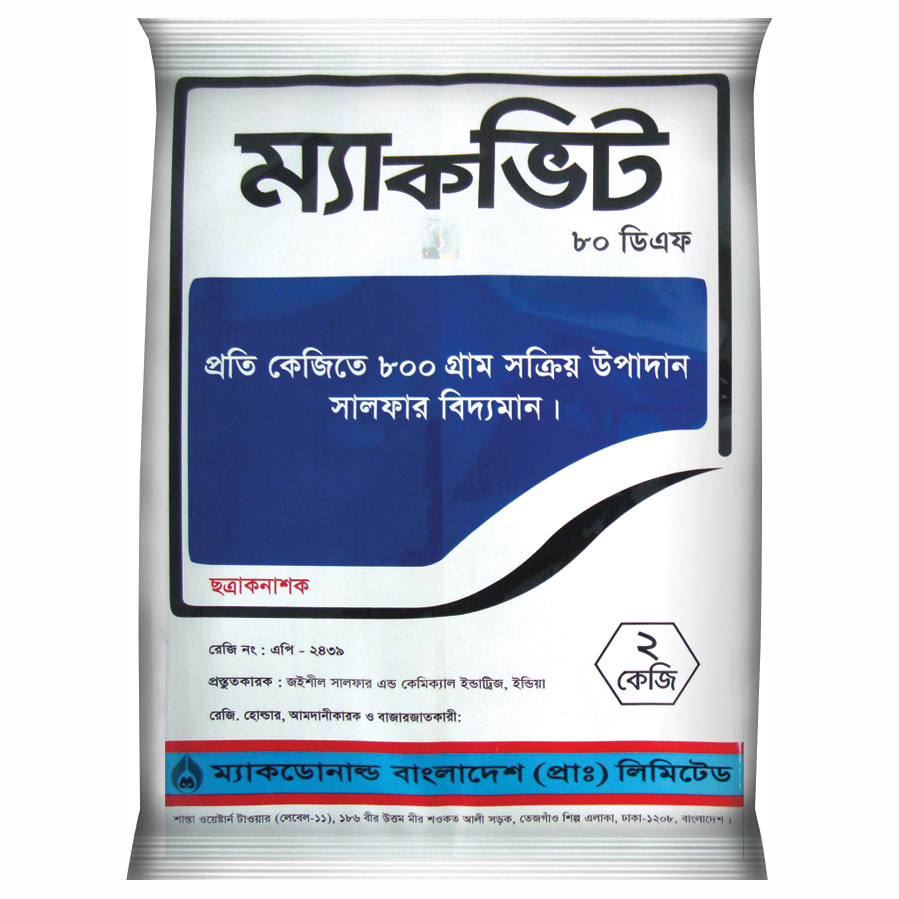 ম্যাকভিট
৮০ ডিএফ
প্রতি কেজিতে ৮০০ গ্রাম সক্রিয় উপাদান
সালফার বিদ্যমান।
ছত্রাকনাশক
রেজি নং : এপি - ২৪৩৯
২
কেজি
প্রস্তুতকারক : জইশীল সালফার এন্ড কেমিক্যাল ইন্ডাট্রিজ, ইন্ডিয়া
রেজি. হোল্ডার, আমদানীকারক ও বাজারজাতকারী:
ম্যাকডোনাল্ড বাংলাদেশ (প্রাঃ) লিমিটেড
শান্তা ওয়েষ্টার্ন টাওয়ার (লেবেল-১১), ১৮৬ বীর উত্তম মীর শওকত আলী সড়ক, তেজগাঁও শিল্প এলাকা, ঢাকা-১২০৮, বাংলাদেশ।